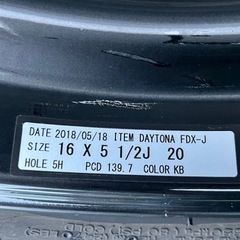 DATE 2018/05/18 ITEM DAYTONA FDX-J
SIZE 16 X 5 1/2J 20
HOLE 5H PCD 139.7 COLOR KB